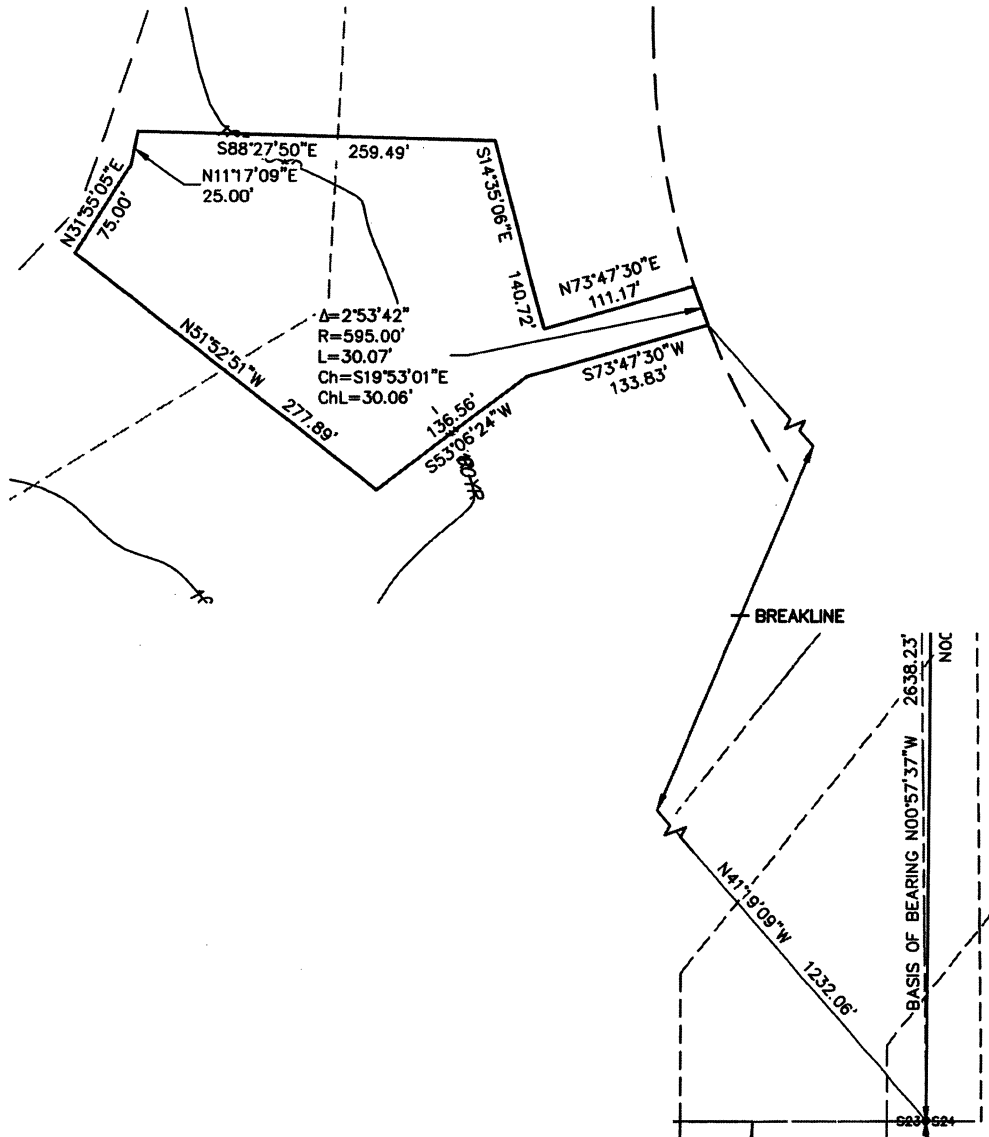 S88°27'50"E 259.49'
N11°17'09"E
25.00'
N31°55'05"E
75.00'
S14°35'06"E
140.72'
N73°47'30"E
111.17'
Δ=2°53'42"
R=595.00'
L=30.07'
Ch=S19°53'01"E
ChL=30.06'
S73°47'30"W
133.83'
N51°52'51"W
277.89'
136.56'
S53°06'24"W
BREAKLINE
BASIS OF BEARING N00°57'37"W 2638.23'
N00
N41°19'09"W
1232.06'
S23 S24